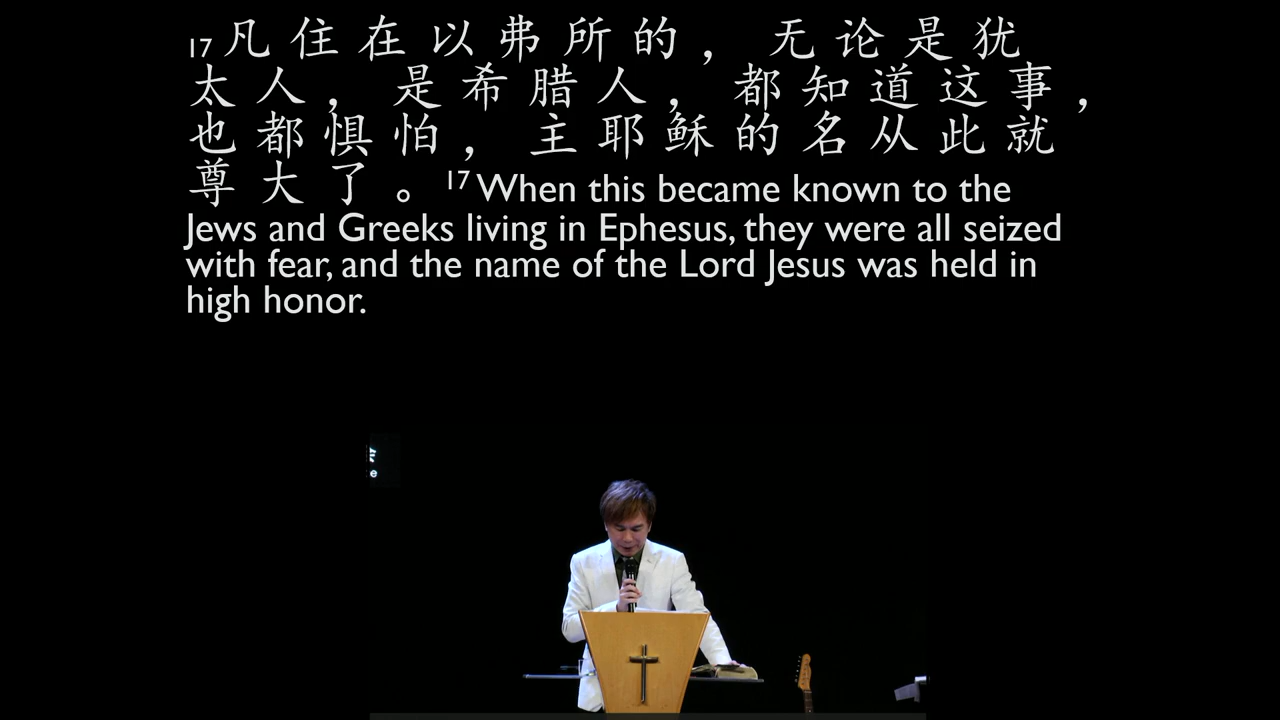 17凡住在以弗所的，无论是犹
太人，是希腊人，都知道这事，
也都惧怕，主耶稣的名从此就
尊大了。17 When this became known to the
Jews and Greeks living in Ephesus, they were all seized
with fear, and the name of the Lord Jesus was held in
high honor.